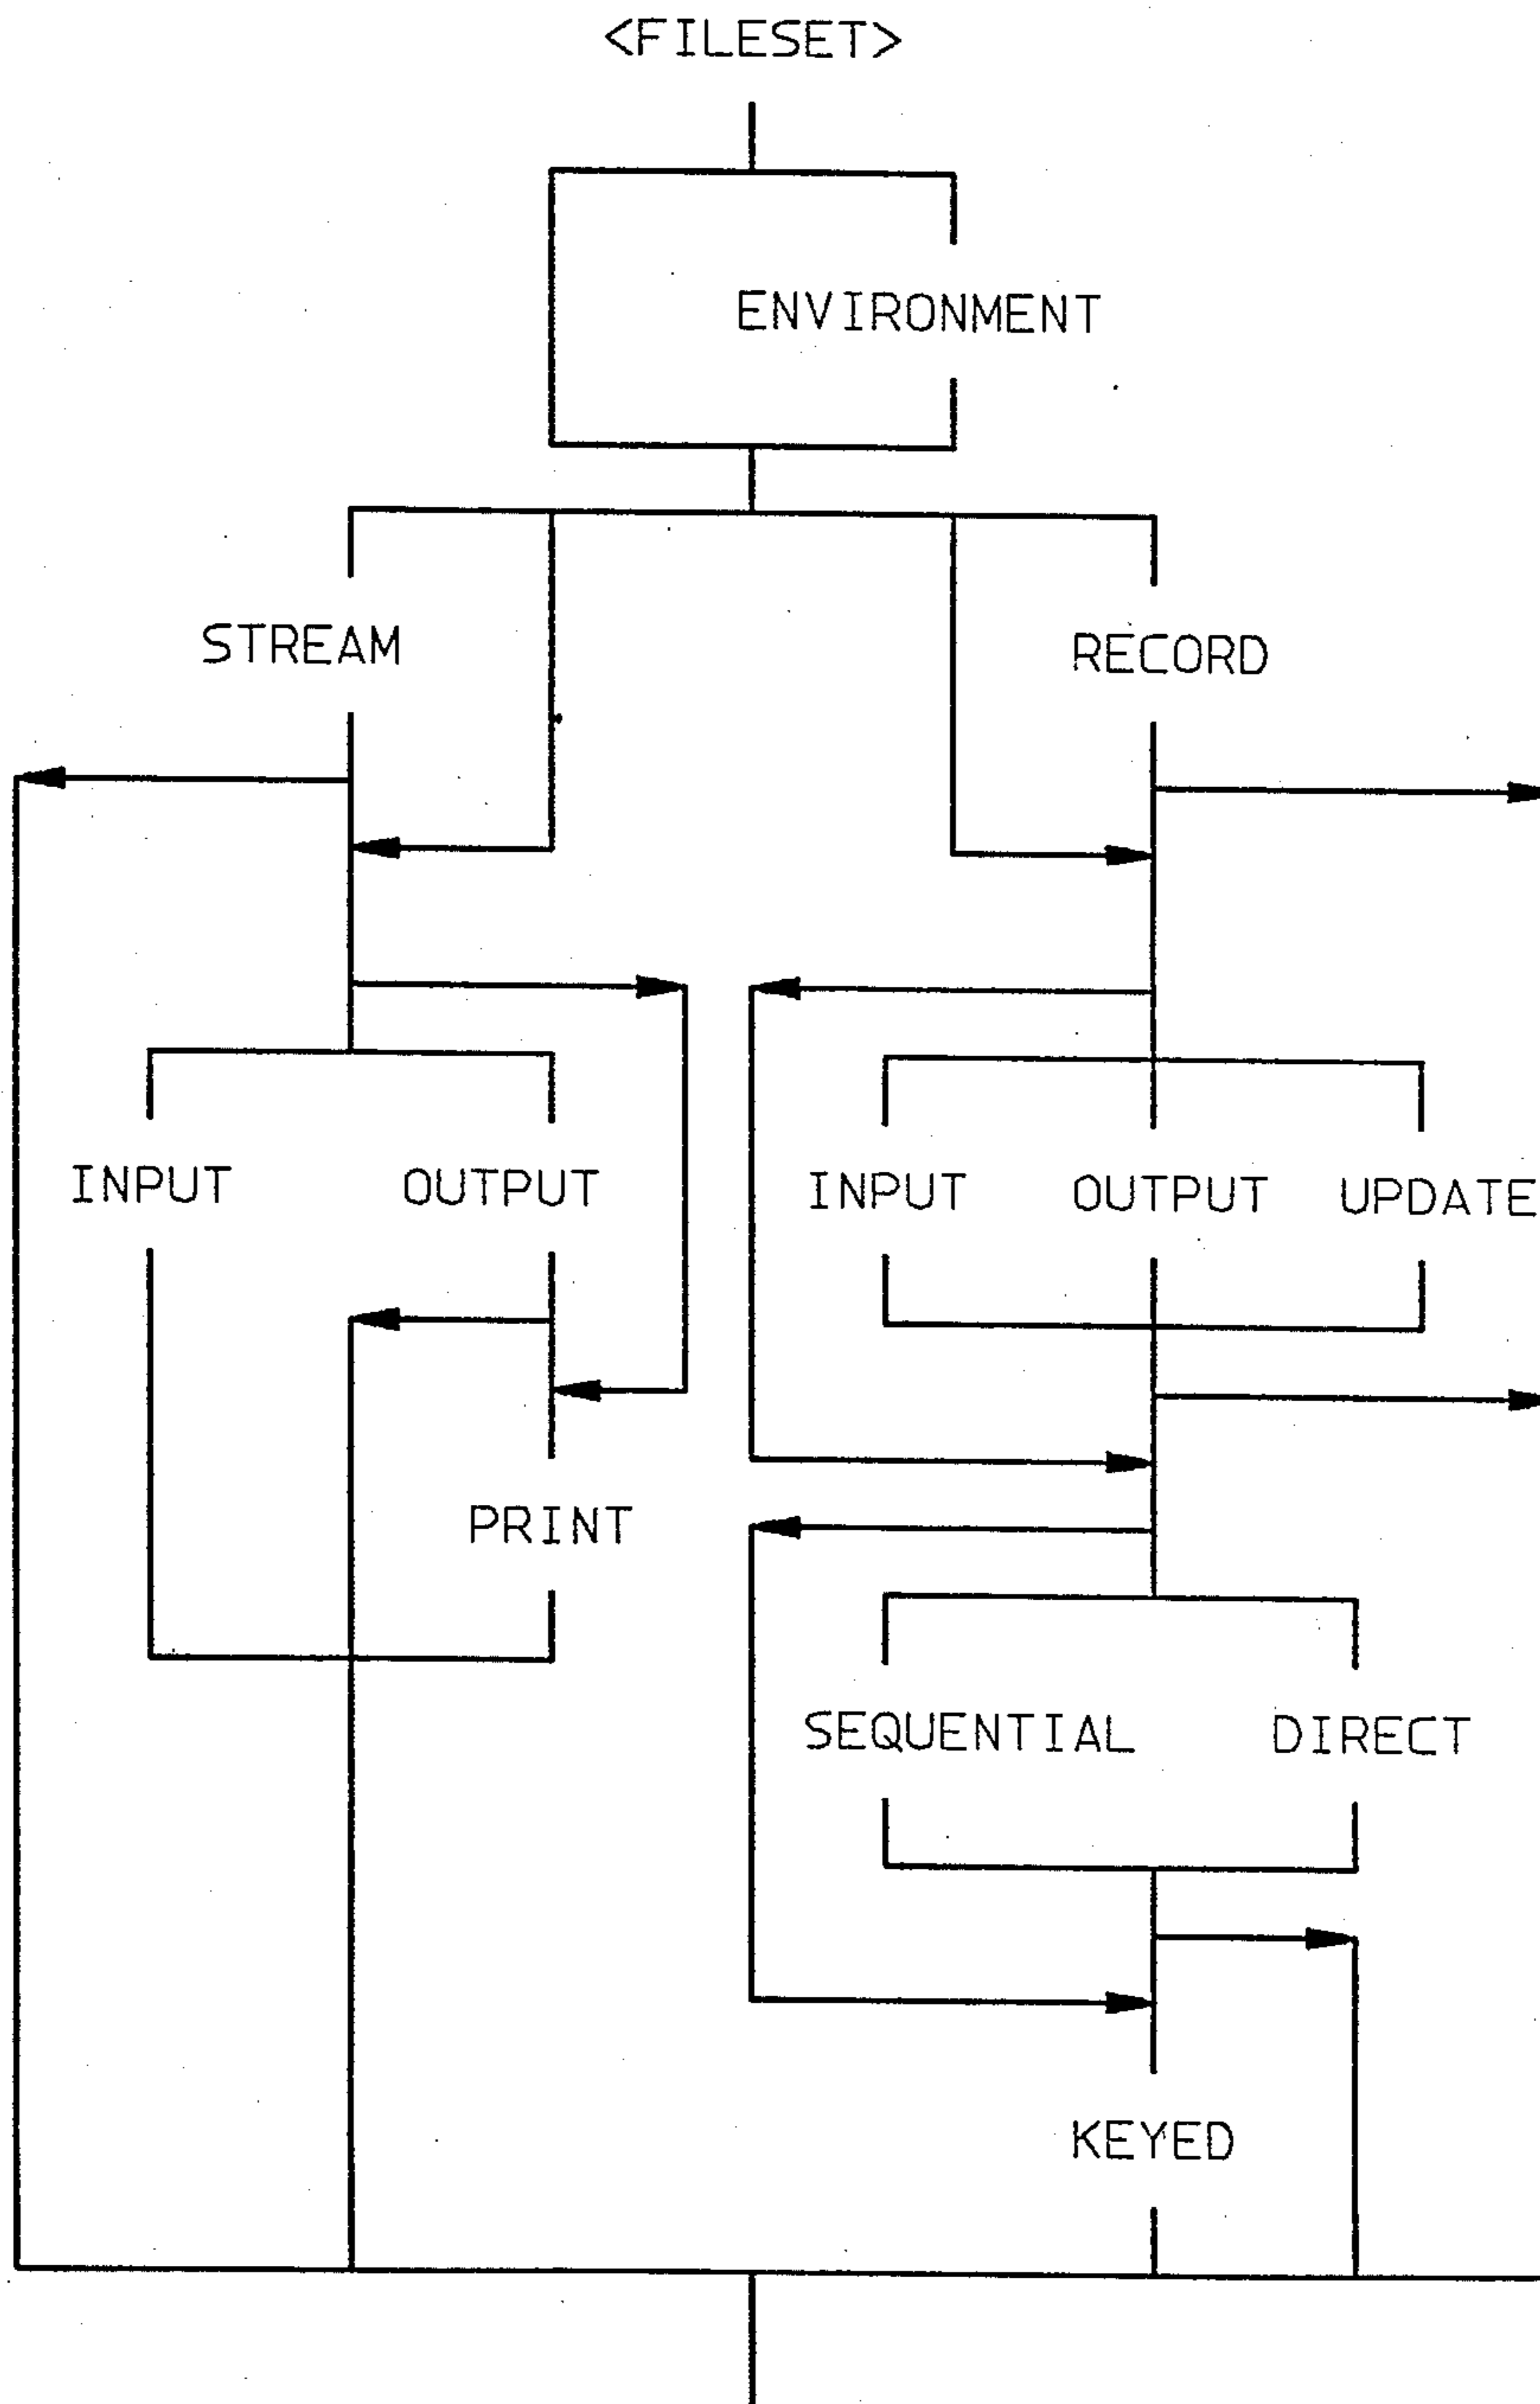 <FILESET>
ENVIRONMENT
STREAM
RECORD
INPUT
OUTPUT
INPUT
OUTPUT
UPDATE
PRINT
SEQUENTIAL
DIRECT
KEYED